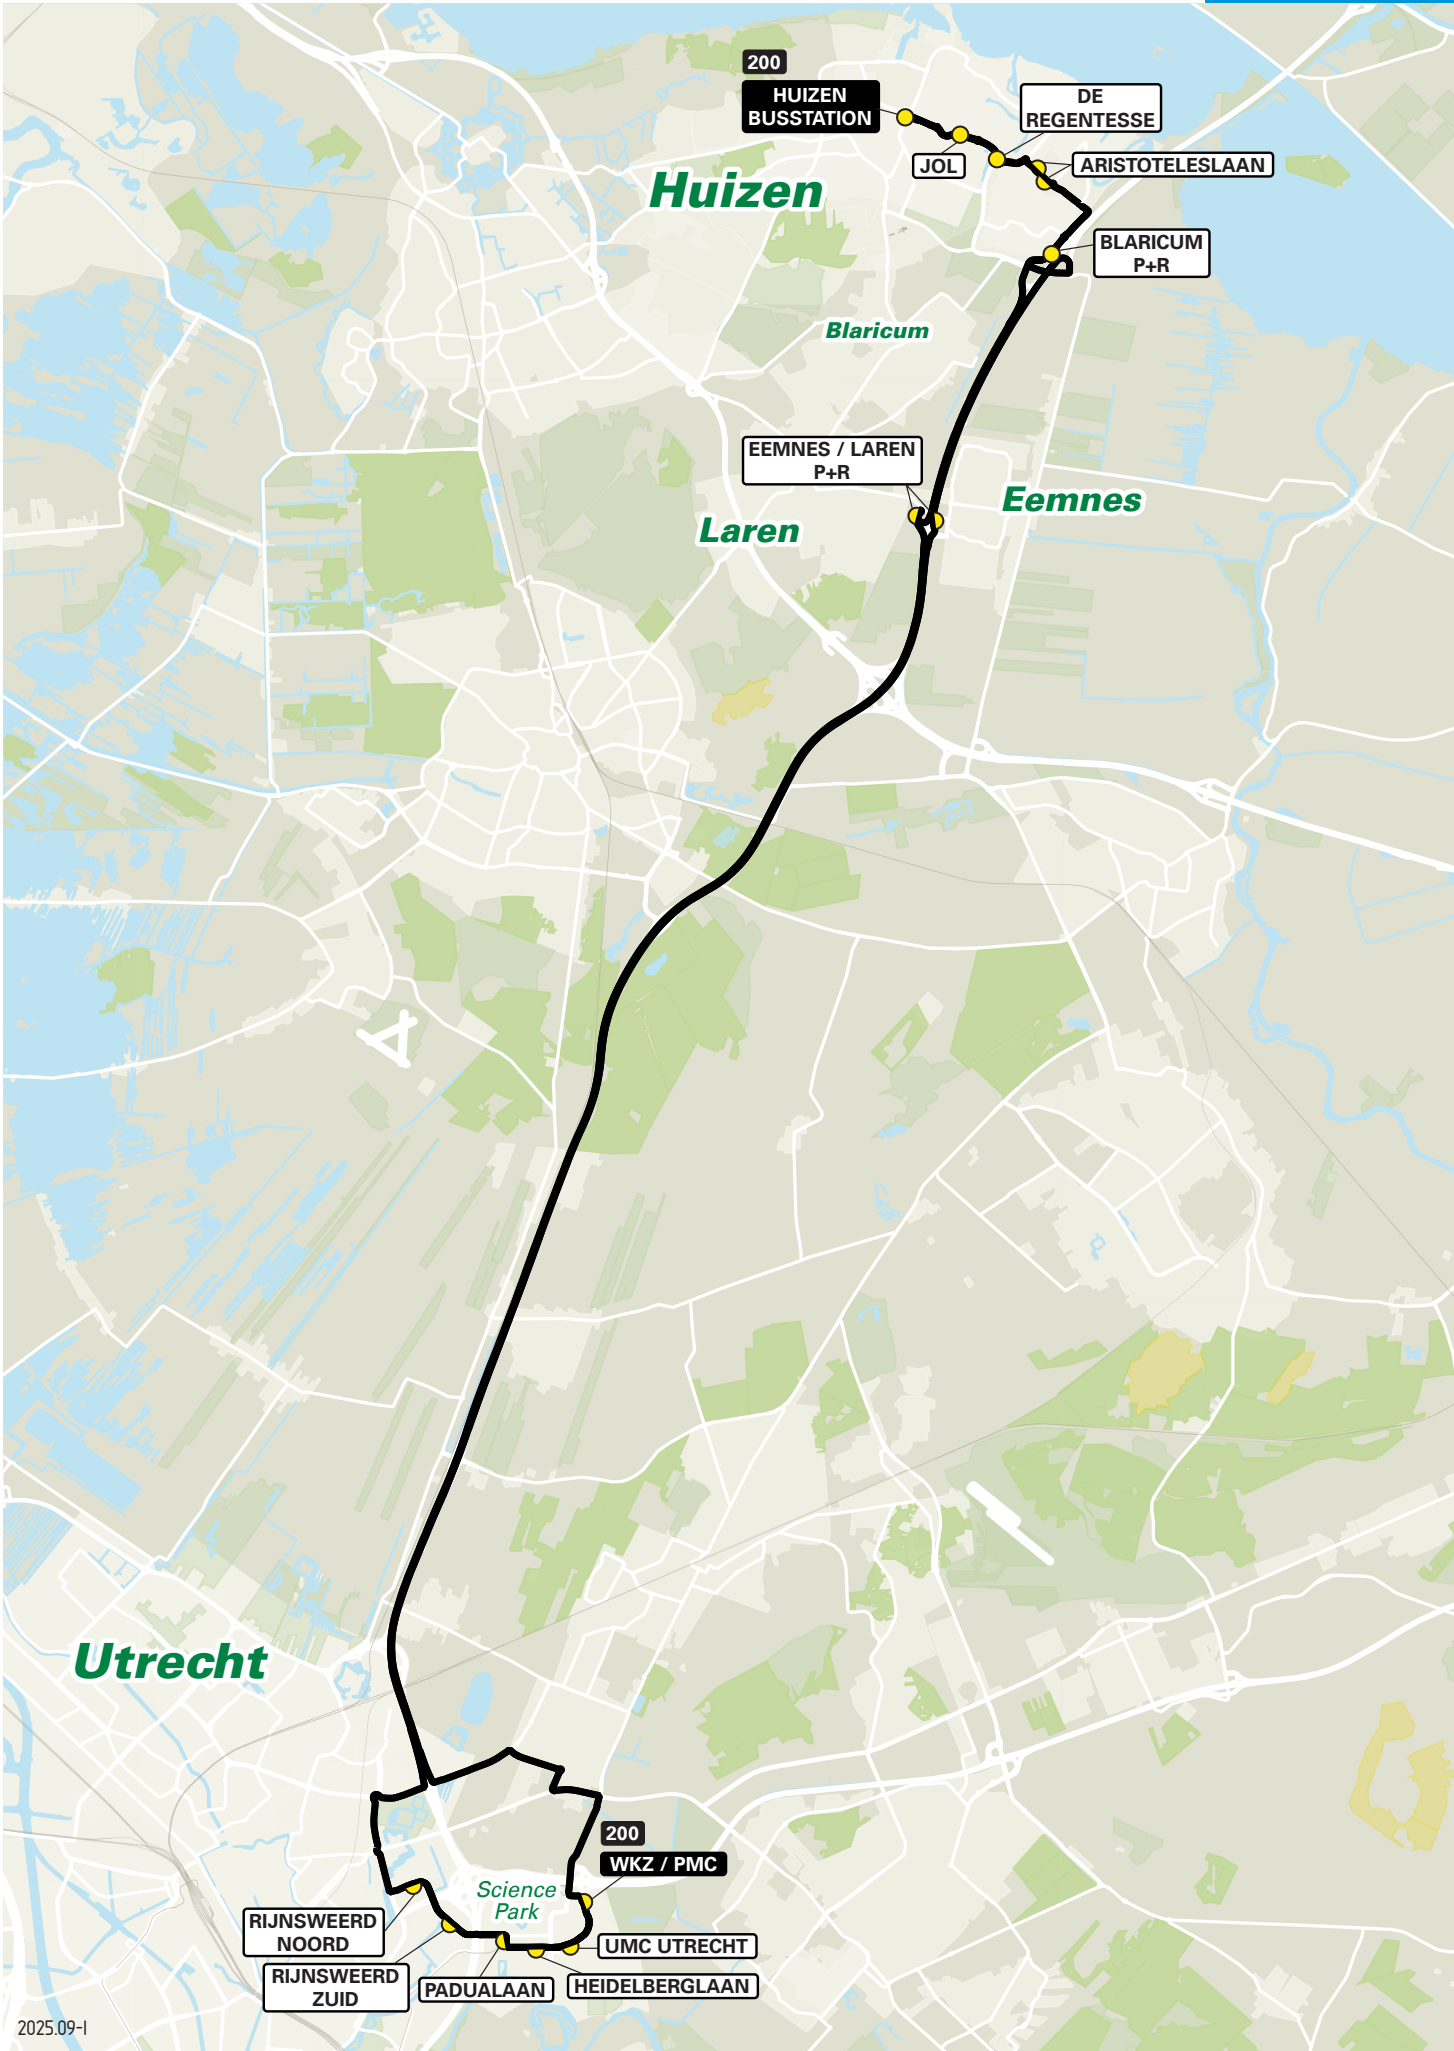 200
HUIZEN
BUSSTATION
DE
REGENTESSE
JOL
ARISTOTELESLAAN
Huizen
BLARICUM
P+R
Blaricum
EEMNES / LAREN
P+R
Eemnes
Laren
Utrecht
200
WKZ / PMC
Science
Park
RIJNSWEERD
NOORD
UMC UTRECHT
RIJNSWEERD
ZUID
PADUALAAN
HEIDELBERGLAAN
2025.09-I